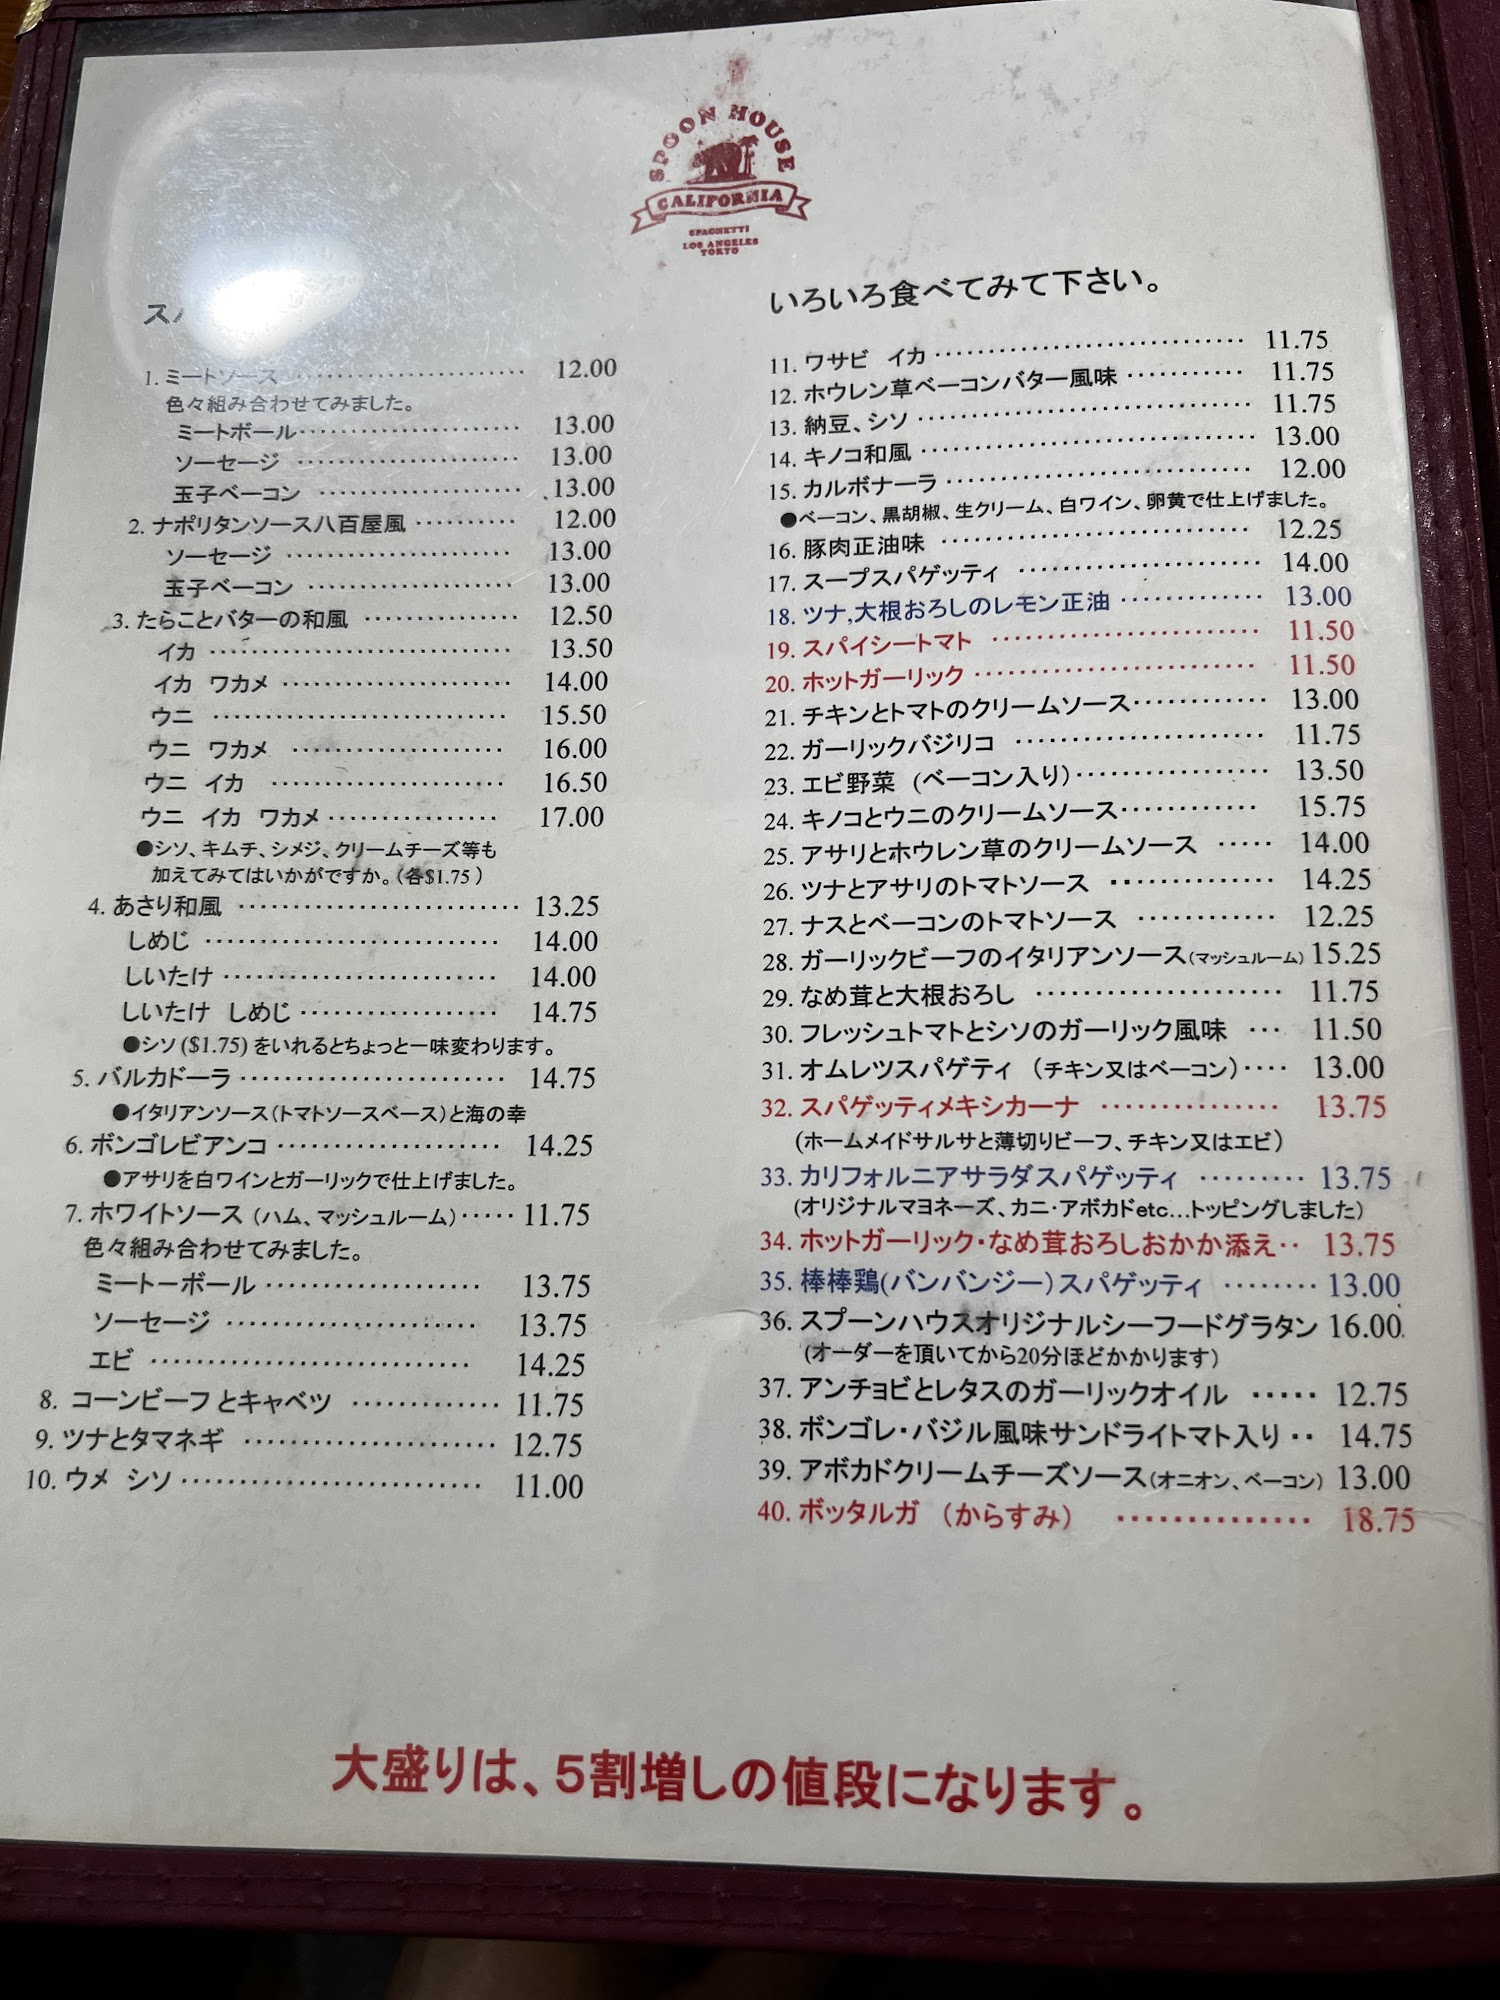 SPOON HOUSE
CALIFORNIA
SPAGHETTI
LOS ANGELES
TOKYO
スパ
1. ミートソース ························ 12.00
色々組み合わせてみました。
ミートボール························ 13.00
ソーセージ ························ 13.00
玉子ベーコン ························ 13.00
2. ナポリタンソース八百屋風 ··········· 12.00
ソーセージ ························ 13.00
玉子ベーコン ······················ 13.00
3. たらことバターの和風 ················ 12.50
イカ ································ 13.50
イカ ワカメ ························ 14.00
ウニ ······························ 15.50
ウニ ワカメ ······················ 16.00
ウニ イカ ························ 16.50
ウニ イカ ワカメ················· 17.00
●シソ、キムチ、シメジ、クリームチーズ等も
加えてみてはいかがですか。(各$1.75 )
4. あさり和風 ···························· 13.25
しめじ ······························ 14.00
しいたけ ···························· 14.00
しいたけ しめじ ···················· 14.75
●シソ ($1.75) をいれるとちょっと一味変わります。
5. バルカドーラ ·························· 14.75
●イタリアンソース(トマトソースベース)と海の幸
6. ボンゴレビアンコ ······················ 14.25
●アサリを白ワインとガーリックで仕上げました。
7. ホワイトソース (ハム、マッシュルーム)····· 11.75
色々組み合わせてみました。
ミートーボール ···················· 13.75
ソーセージ ························ 13.75
エビ ······························ 14.25
8. コーンビーフ とキャベツ ·············· 11.75
9. ツナとタマネギ ························ 12.75
10. ウメ シソ ···························· 11.00
いろいろ食べてみて下さい。
11. ワサビ イカ ······························ 11.75
12. ホウレン草ベーコンバター風味 ··········· 11.75
13. 納豆、シソ ······························ 11.75
14. キノコ和風 ······························ 13.00
15. カルボナーラ ···························· 12.00
●ベーコン、黒胡椒、生クリーム、白ワイン、卵黄で仕上げました。
16. 豚肉正油味 ···························· 12.25
17. スープスパゲッティ ······················ 14.00
18. ツナ,大根おろしのレモン正油 ············· 13.00
19. スパイシートマト ························ 11.50
20. ホットガーリック ························ 11.50
21. チキンとトマトのクリームソース············ 13.00
22. ガーリックバジリコ ······················ 11.75
23. エビ野菜 (ベーコン入り)················· 13.50
24. キノコとウニのクリームソース············ 15.75
25. アサリとホウレン草のクリームソース ····· 14.00
26. ツナとアサリのトマトソース ·············· 14.25
27. ナスとベーコンのトマトソース ············ 12.25
28. ガーリックビーフのイタリアンソース(マッシュルーム) 15.25
29. なめ茸と大根おろし ······················ 11.75
30. フレッシュトマトとシソのガーリック風味 ··· 11.50
31. オムレツスパゲティ (チキン又はベーコン)···· 13.00
32. スパゲッティメキシカーナ ················ 13.75
(ホームメイドサルサと薄切りビーフ、チキン又はエビ)
33. カリフォルニアサラダスパゲッティ ········· 13.75
(オリジナルマヨネーズ、カニ・アボカドetc...トッピングしました)
34. ホットガーリック・なめ茸おろしおかか添え·· 13.75
35. 棒棒鶏(バンバンジー)スパゲッティ ········ 13.00
36. スプーンハウスオリジナルシーフードグラタン 16.00
(オーダーを頂いてから20分ほどかかります)
37. アンチョビとレタスのガーリックオイル ····· 12.75
38. ボンゴレ・バジル風味サンドライトマト入り ·· 14.75
39. アボカドクリームチーズソース(オニオン、ベーコン) 13.00
40. ボッタルガ (からすみ) ·············· 18.75
大盛りは、5割増しの値段になります。